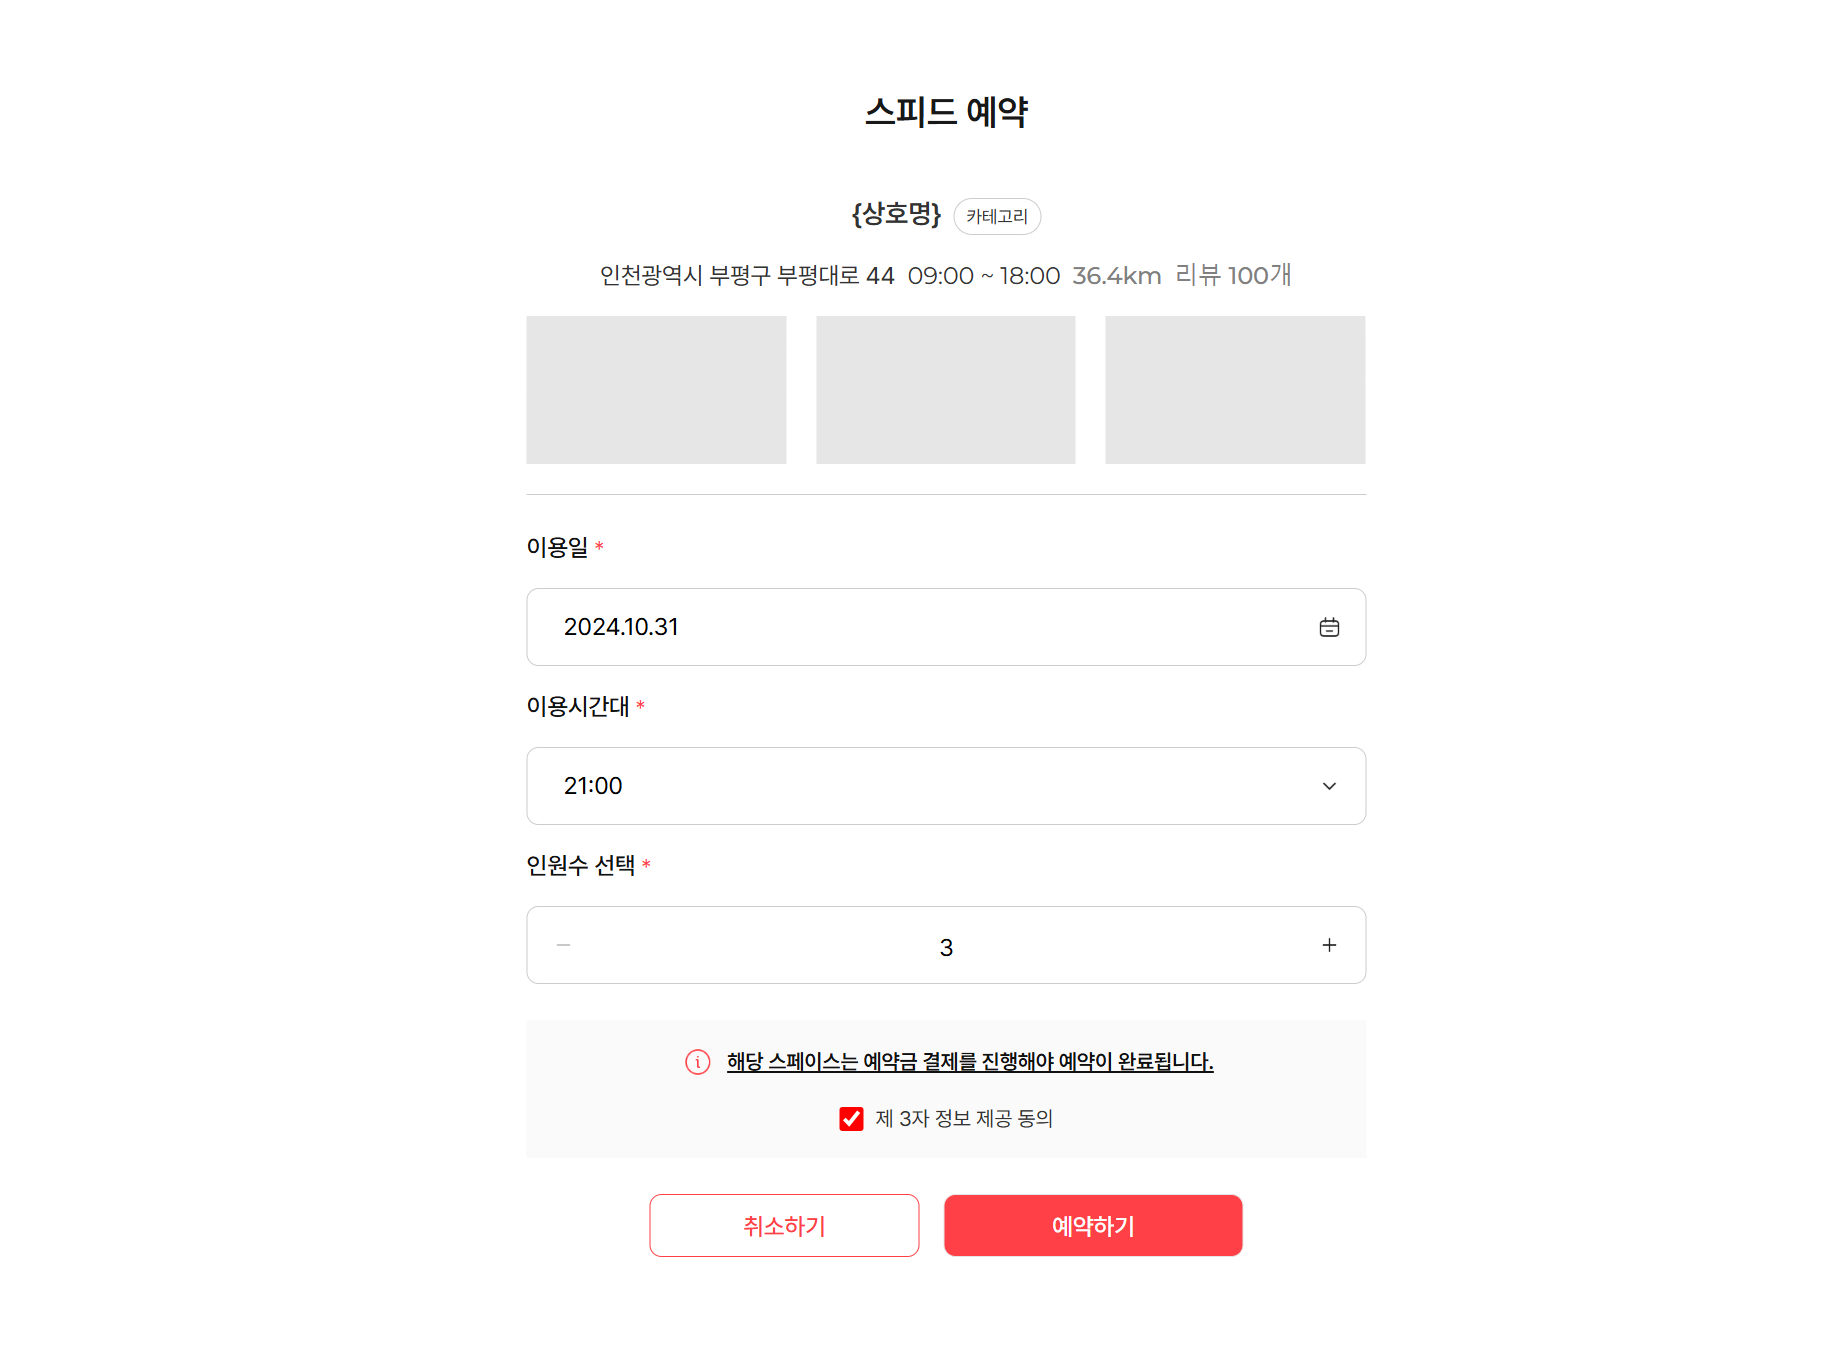 스피드 예약
{상호명} 카테고리
인천광역시 부평구 부평대로 44 09:00 ~ 18:00 36.4km 리뷰 100개
이용일 *
2024.10.31
이용시간대 *
21:00
인원수 선택 *
− 3 +
해당 스페이스는 예약금 결제를 진행해야 예약이 완료됩니다.
제 3자 정보 제공 동의
취소하기 예약하기